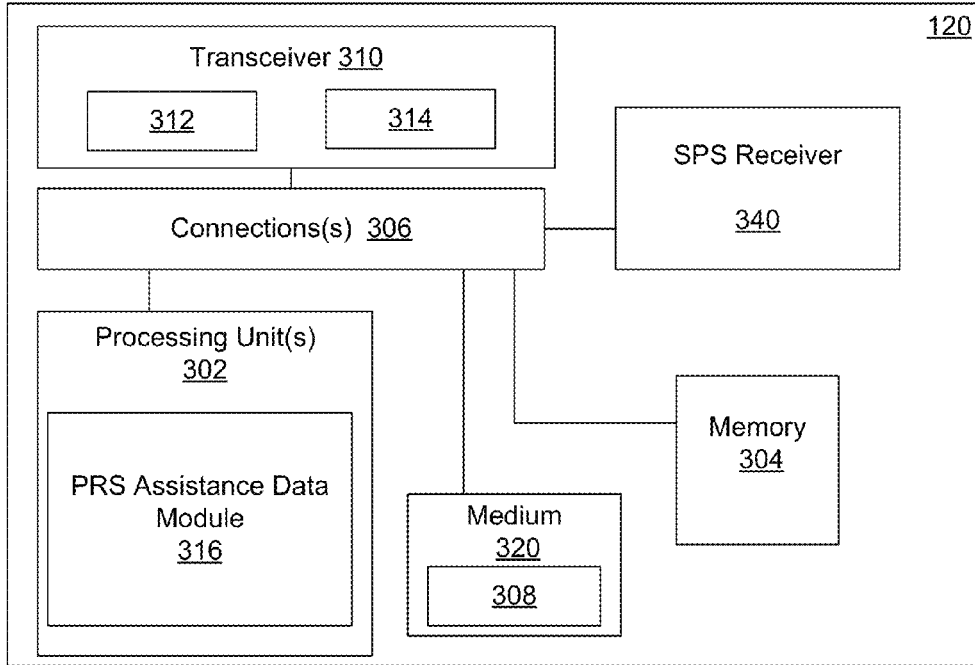 120
Transceiver 310
312
314
SPS Receiver
340
Connections(s) 306
Processing Unit(s)
302
PRS Assistance Data
Module
316
Medium
320
308
Memory
304